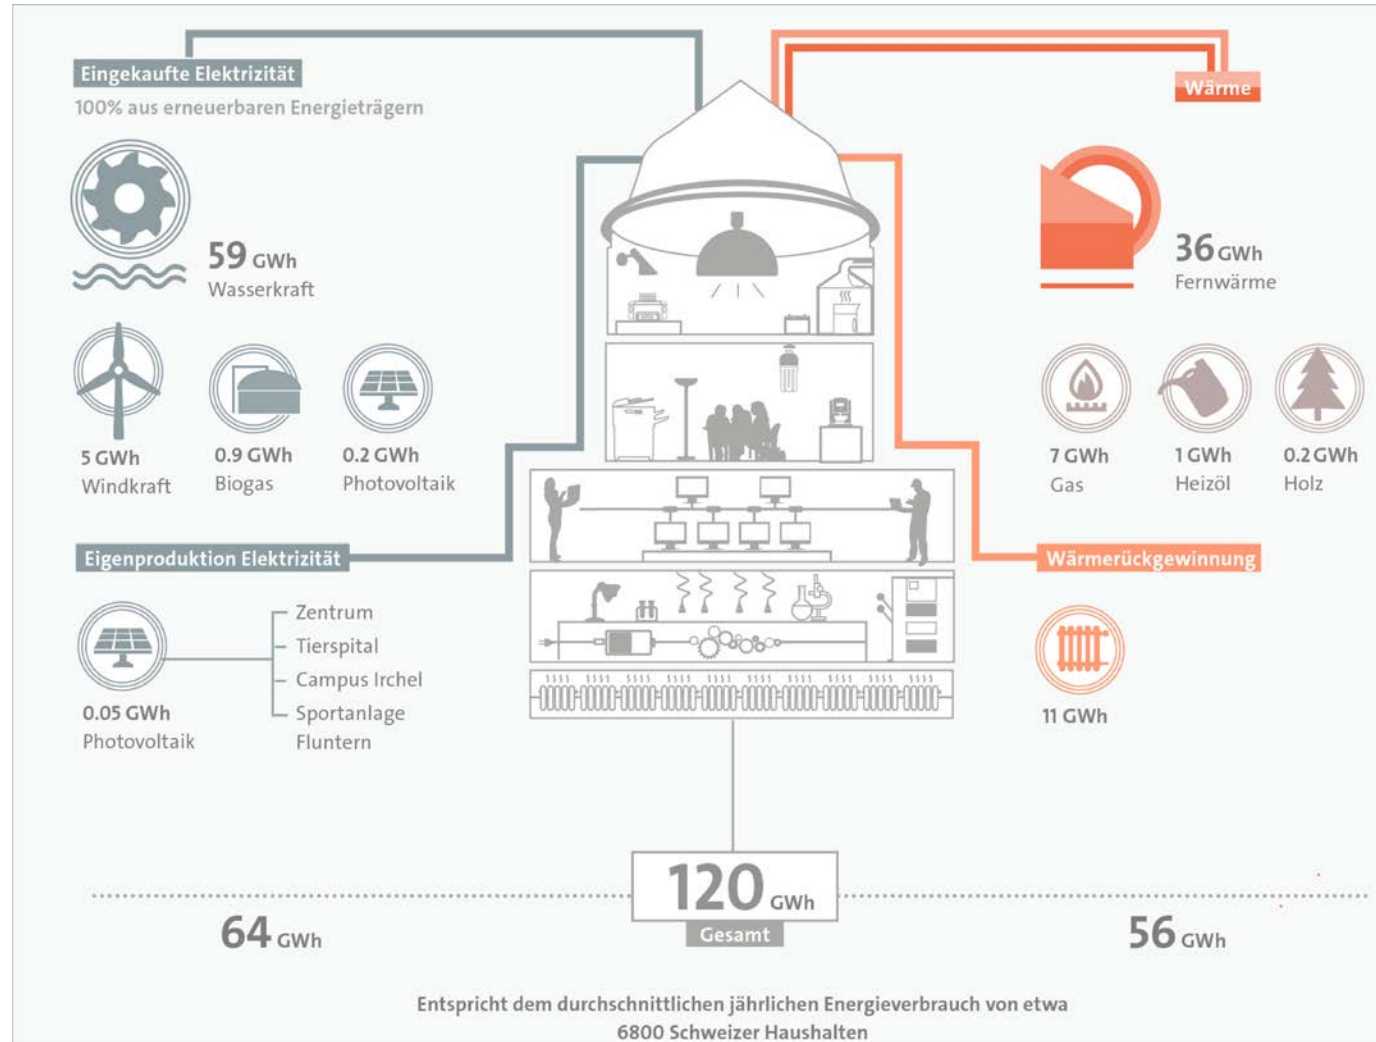 Eingekaufte Elektrizität
100% aus erneuerbaren Energieträgern
59 GWh
Wasserkraft
5 GWh
Windkraft
0.9 GWh
Biogas
0.2 GWh
Photovoltaik
Eigenproduktion Elektrizität
0.05 GWh
Photovoltaik
Zentrum
Tierspital
Campus Irchel
Sportanlage
Fluntern
Wärme
36 GWh
Fernwärme
7 GWh
Gas
1 GWh
Heizöl
0.2 GWh
Holz
Wärmerückgewinnung
11 GWh
64 GWh
120 GWh
Gesamt
56 GWh
Entspricht dem durchschnittlichen jährlichen Energieverbrauch von etwa
6800 Schweizer Haushalten